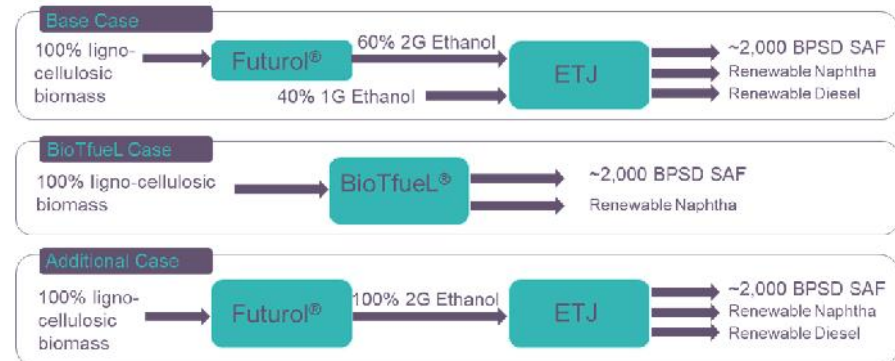 Base Case
100% ligno-
cellulosic
biomass
Futurol®
60% 2G Ethanol
40% 1G Ethanol
ETJ
~2,000 BPSD SAF
Renewable Naphtha
Renewable Diesel
BioTfueL Case
100% ligno-cellulosic
biomass
BioTfueL®
~2,000 BPSD SAF
Renewable Naphtha
Additional Case
100% ligno-
cellulosic
biomass
Futurol®
100% 2G Ethanol
ETJ
~2,000 BPSD SAF
Renewable Naphtha
Renewable Diesel